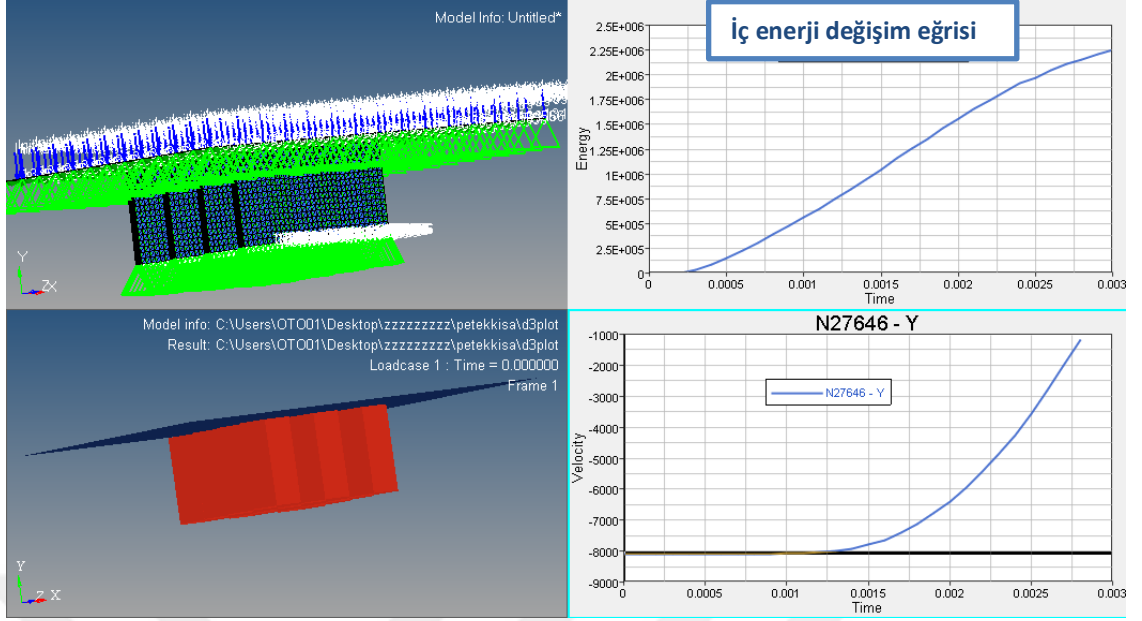 Model Info: Untitled*
Y
Z X
İç enerji değişim eğrisi
2.5E+006
2.25E+006
2E+006
1.75E+006
1.5E+006
1.25E+006
1E+006
7.5E+005
5E+005
2.5E+005
0
Energy
0 0.0005 0.001 0.0015 0.002 0.0025 0.003
Time
Model info: C:\Users\OTO01\Desktop\zzzzzzzzz\petekkisa\d3plot
Result: C:\Users\OTO01\Desktop\zzzzzzzzz\petekkisa\d3plot
Loadcase 1 : Time = 0.000000
Frame 1
Y
Z X
N27646 - Y
-1000
-2000
-3000
-4000
-5000
-6000
-7000
-8000
-9000
Velocity
N27646 - Y
0 0.0005 0.001 0.0015 0.002 0.0025 0.003
Time